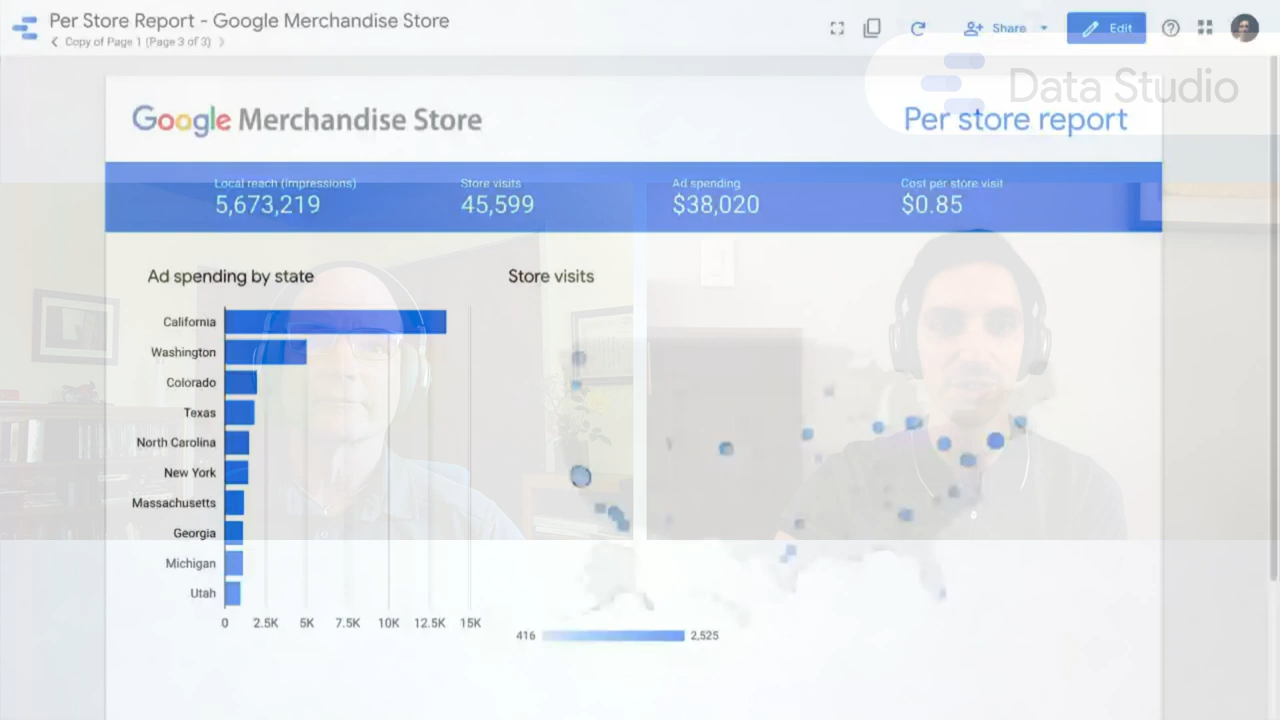 Per Store Report - Google Merchandise Store
Copy of Page 1 (Page 3 of 3)
Share
Edit
Data Studio
Google Merchandise Store
Per store report
Local reach (impressions)
5,673,219
Store visits
45,599
Ad spending
$38,020
Cost per store visit
$0.85
Ad spending by state
California
Washington
Colorado
Texas
North Carolina
New York
Massachusetts
Georgia
Michigan
Utah
0 2.5K 5K 7.5K 10K 12.5K 15K
Store visits
416 2,525